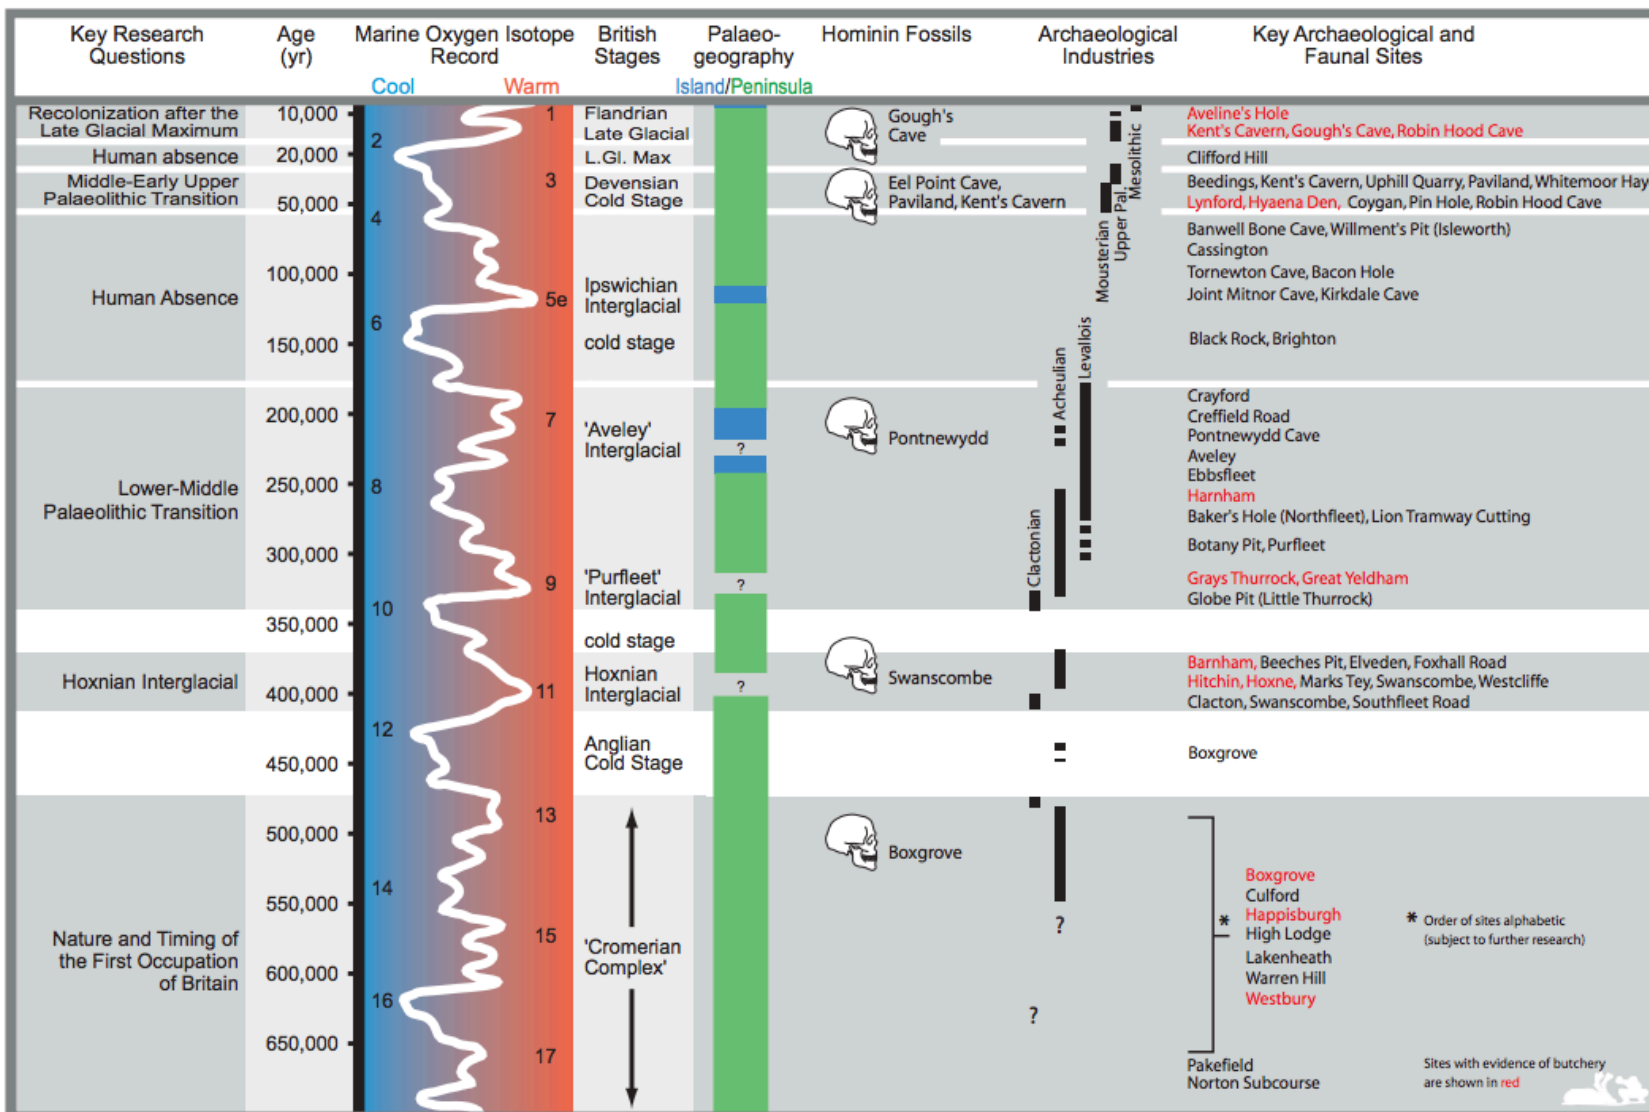 Key Research
Questions
Age
(yr)
Marine Oxygen Isotope
Record
Cool
Warm
British
Stages
Palaeo-
geography
Island/Peninsula
Hominin Fossils
Archaeological
Industries
Key Archaeological and
Faunal Sites
Recolonization after the
Late Glacial Maximum
Human absence
Middle-Early Upper
Palaeolithic Transition
Human Absence
Lower-Middle
Palaeolithic Transition
Hoxnian Interglacial
Nature and Timing of
the First Occupation
of Britain
10,000
20,000
50,000
100,000
150,000
200,000
250,000
300,000
350,000
400,000
450,000
500,000
550,000
600,000
650,000
1
2
3
4
5e
6
7
8
9
10
11
12
13
14
15
16
17
Flandrian
Late Glacial
L.Gl. Max
Devensian
Cold Stage
Ipswichian
Interglacial
cold stage
'Aveley'
Interglacial
'Purfleet'
Interglacial
cold stage
Hoxnian
Interglacial
Anglian
Cold Stage
'Cromerian
Complex'
?
?
?
Gough's
Cave
Eel Point Cave,
Paviland, Kent's Cavern
Pontnewydd
Swanscombe
Boxgrove
Mesolithic
Upper Pal.
Mousterian
Levallois
Acheulian
Clactonian
?
?
Aveline's Hole
Kent's Cavern, Gough's Cave, Robin Hood Cave
Clifford Hill
Beedings, Kent's Cavern, Uphill Quarry, Paviland, Whitemoor Hay
Lynford, Hyaena Den, Coygan, Pin Hole, Robin Hood Cave
Banwell Bone Cave, Willment's Pit (Isleworth)
Cassington
Tornewton Cave, Bacon Hole
Joint Mitnor Cave, Kirkdale Cave
Black Rock, Brighton
Crayford
Creffield Road
Pontnewydd Cave
Aveley
Ebbsfleet
Harnham
Baker's Hole (Northfleet), Lion Tramway Cutting
Botany Pit, Purfleet
Grays Thurrock, Great Yeldham
Globe Pit (Little Thurrock)
Barnham, Beeches Pit, Elveden, Foxhall Road
Hitchin, Hoxne, Marks Tey, Swanscombe, Westcliffe
Clacton, Swanscombe, Southfleet Road
Boxgrove
*
Boxgrove
Culford
Happisburgh
High Lodge
Lakenheath
Warren Hill
Westbury
* Order of sites alphabetic
(subject to further research)
Pakefield
Norton Subcourse
Sites with evidence of butchery
are shown in red